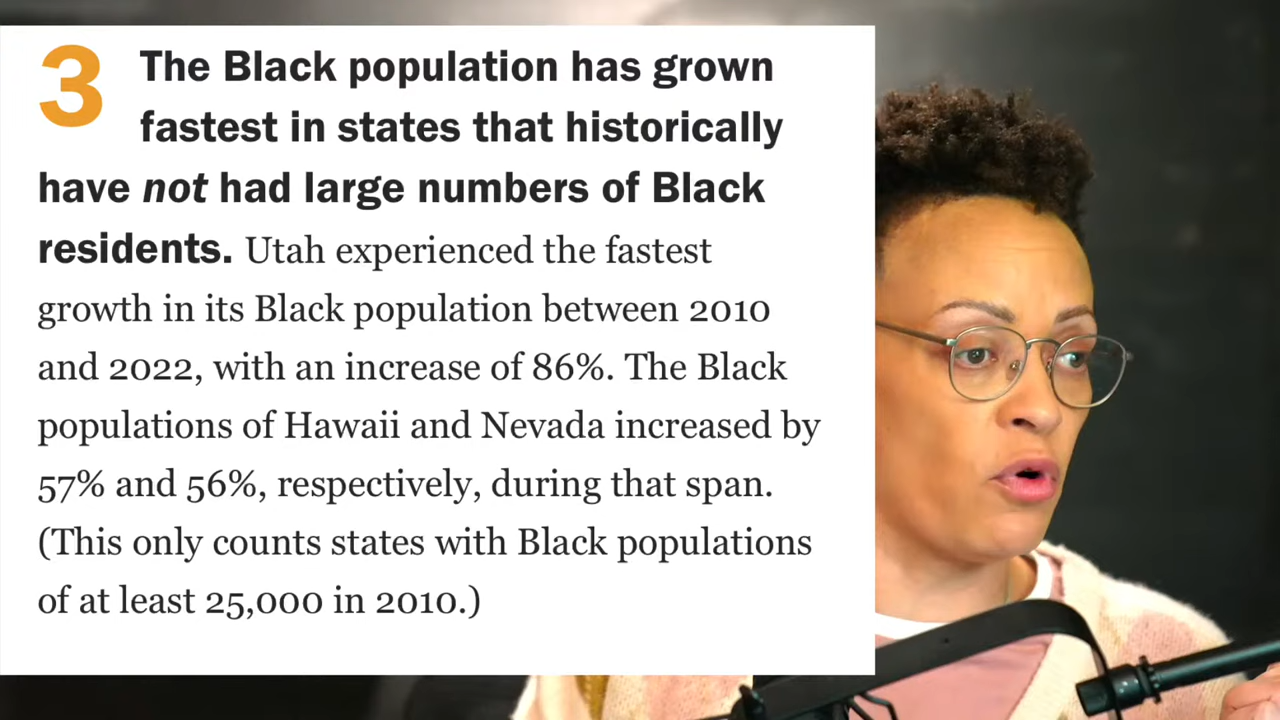 3 The Black population has grown
fastest in states that historically
have not had large numbers of Black
residents. Utah experienced the fastest
growth in its Black population between 2010
and 2022, with an increase of 86%. The Black
populations of Hawaii and Nevada increased by
57% and 56%, respectively, during that span.
(This only counts states with Black populations
of at least 25,000 in 2010.)